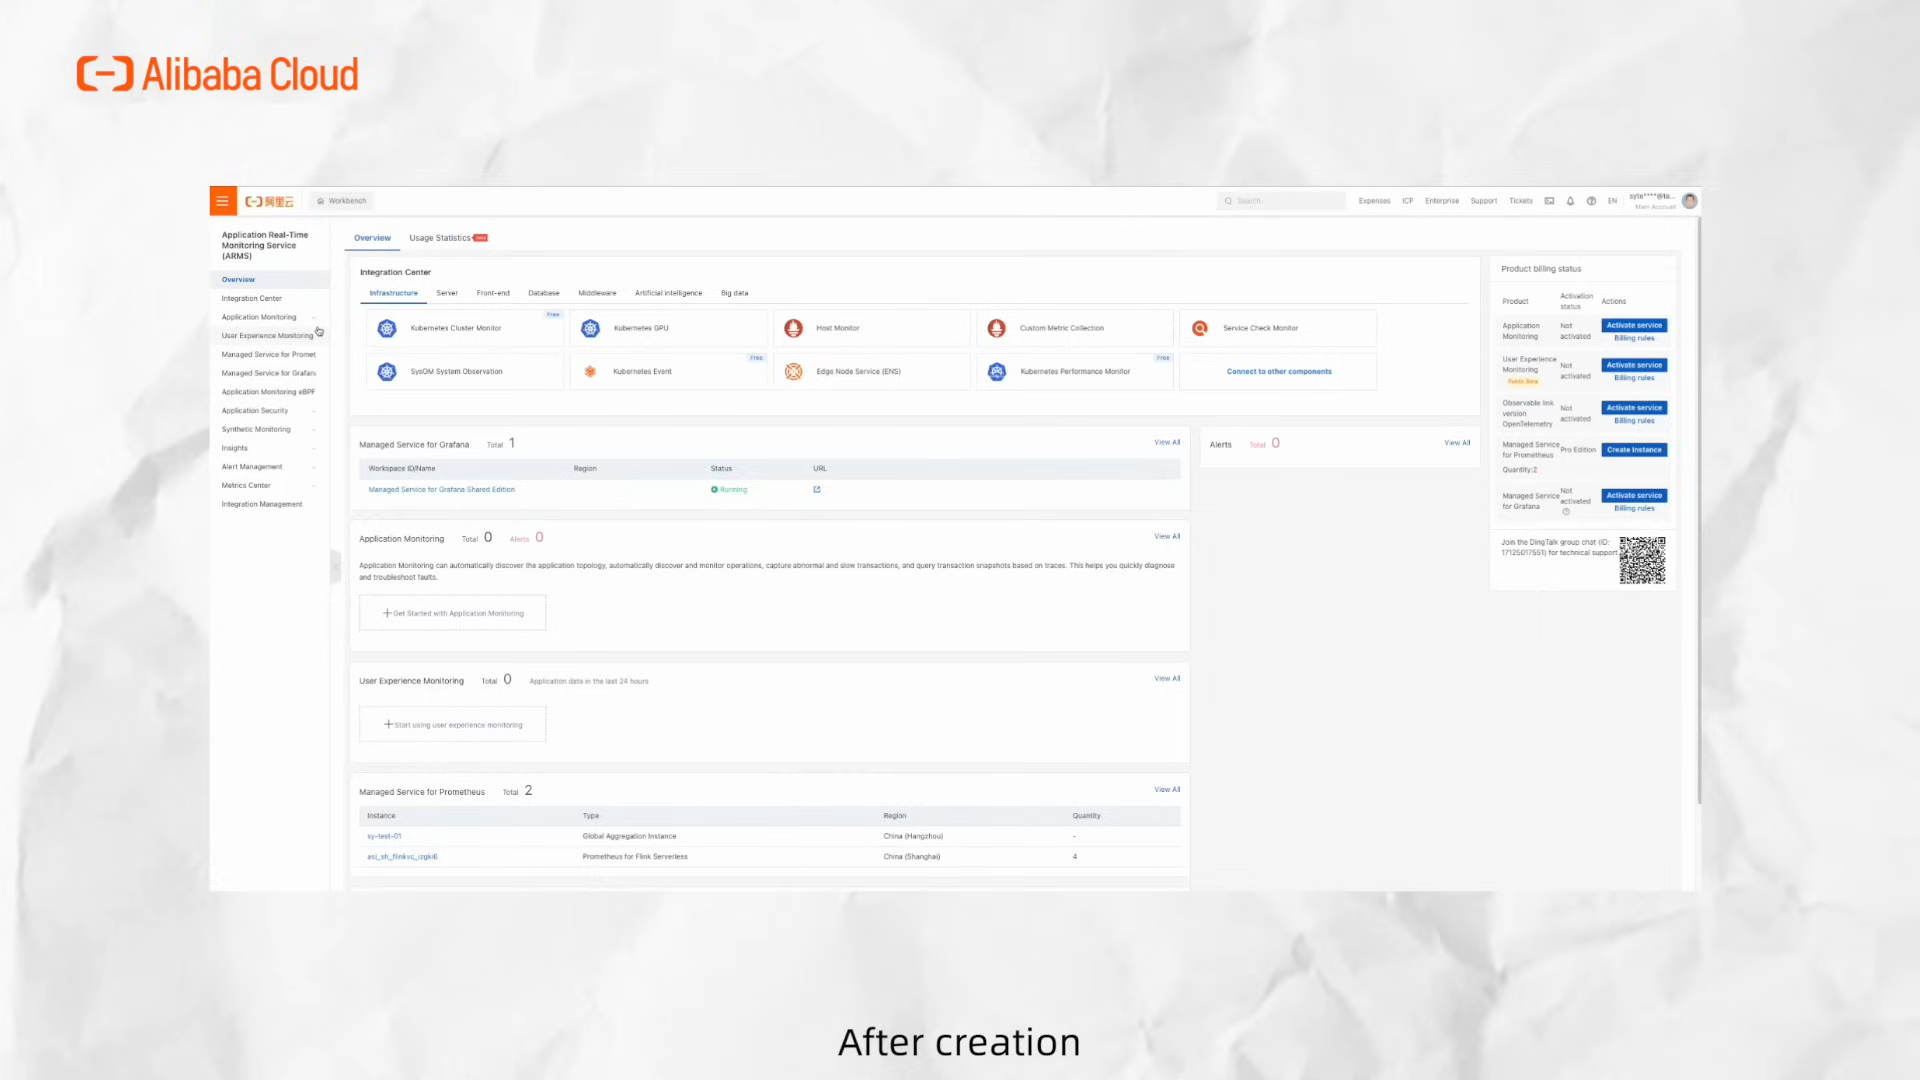 Alibaba Cloud
阿里云
Workbench
Search...
Expenses
ICP
Enterprise
Support
Tickets
EN
syte****@ta...
Main Account
Application Real-Time
Monitoring Service
(ARMS)
Overview
Integration Center
Application Monitoring
User Experience Monitoring
Managed Service for Promet
Managed Service for Grafana
Application Monitoring eBPF
Application Security
Synthetic Monitoring
Insights
Alert Management
Metrics Center
Integration Management
Overview
Usage Statistics
Integration Center
Infrastructure
Server
Front-end
Database
Middleware
Artificial intelligence
Big data
Kubernetes Cluster Monitor
Free
Kubernetes GPU
Host Monitor
Custom Metric Collection
Service Check Monitor
SysOM System Observation
Kubernetes Event
Free
Edge Node Service (ENS)
Kubernetes Performance Monitor
Free
Connect to other components
Managed Service for Grafana Total 1
View All
Workspace ID/Name
Region
Status
URL
Managed Service for Grafana Shared Edition
Running
Alerts Total 0
View All
Application Monitoring Total 0 Alerts 0
View All
Application Monitoring can automatically discover the application topology, automatically discover and monitor operations, capture abnormal and slow transactions, and query transaction snapshots based on traces. This helps you quickly diagnose
and troubleshoot faults.
Get Started with Application Monitoring
User Experience Monitoring Total 0 Application data in the last 24 hours
View All
Start using user experience monitoring
Managed Service for Prometheus Total 2
View All
Instance
Type
Region
Quantity
sy-test-01
Global Aggregation Instance
China (Hangzhou)
-
asi_sh_flinkvc_izgki6
Prometheus for Flink Serverless
China (Shanghai)
4
Product billing status
Product
Activation
status
Actions
Application
Monitoring
Not
activated
Activate service
Billing rules
User Experience
Monitoring
Public Beta
Not
activated
Activate service
Billing rules
Observable link
version
OpenTelemetry
Not
activated
Activate service
Billing rules
Managed Service
for Prometheus
Quantity:2
Pro Edition
Create Instance
Managed Service
for Grafana
Not
activated
Activate service
Billing rules
Join the DingTalk group chat (ID:
17125017551) for technical support
After creation